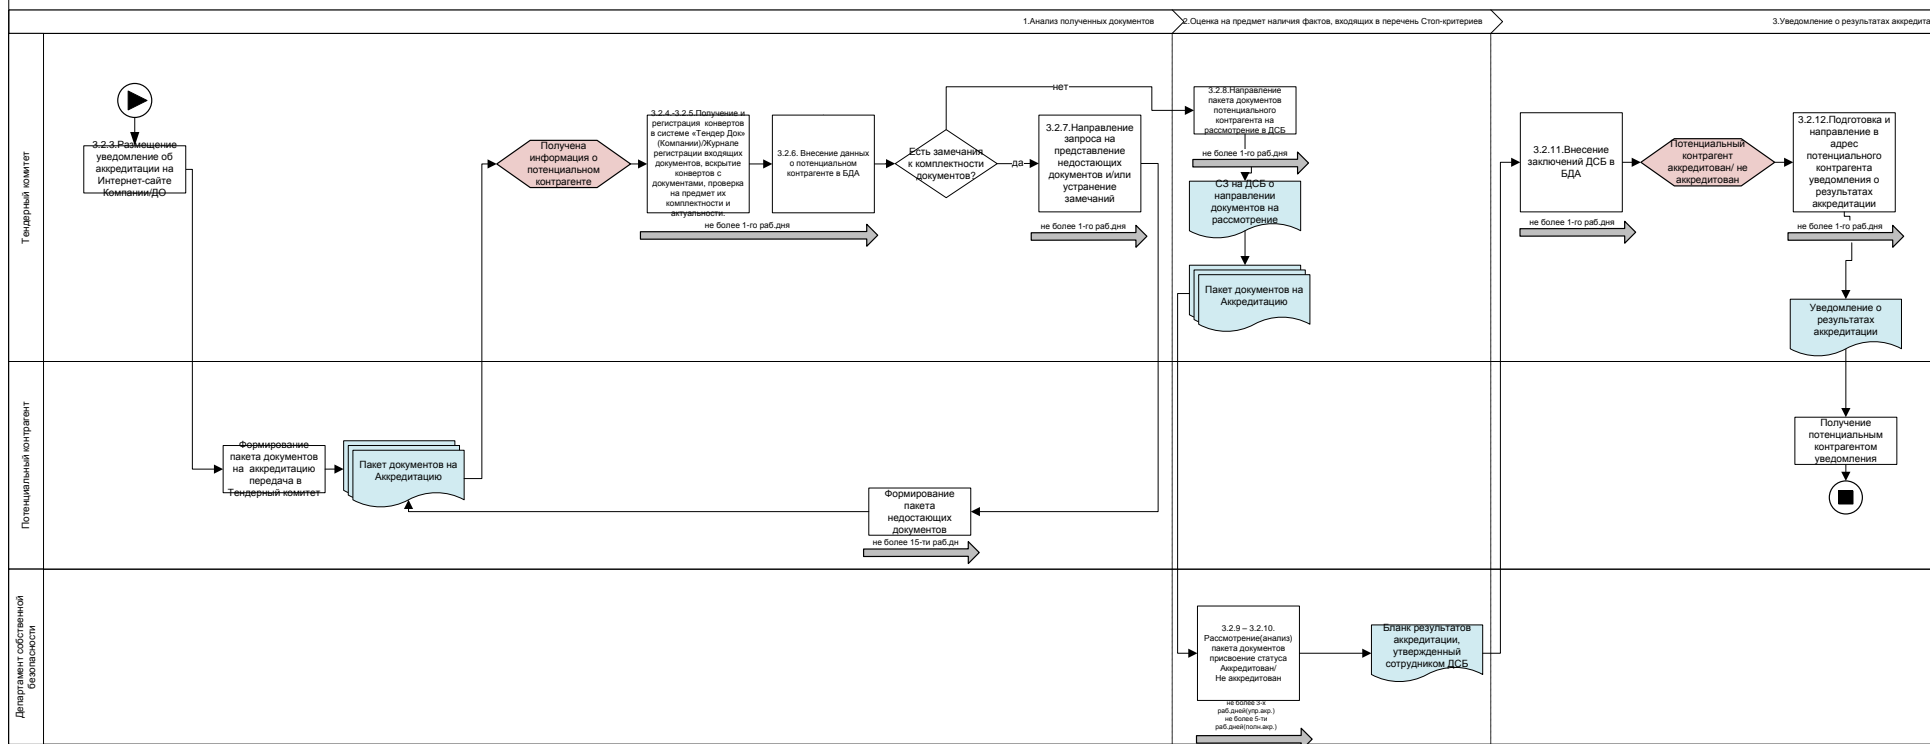 1.Анализ полученных документов
2.Оценка на предмет наличия фактов, входящих в перечень Стоп-критериев
3.Уведомление о результатах аккредита
Тендерный комитет
3.2.3.Размещение
уведомление об
аккредитации на
Интернет-сайте
Компании/ДО
Получена
информация о
потенциальном
контрагенте
3.2.4.-3.2.5.Получение и
регистрация конвертов
в системе «Тендер Док»
(Компании)/Журнале
регистрации входящих
документов, вскрытие
конвертов с
документами, проверка
на предмет их
комплектности и
актуальности.
3.2.6. Внесение данных
о потенциальном
контрагенте в БДА
не более 1-го раб.дня
Есть замечания
к комплектности
документов?
нет
да
3.2.7.Направление
запроса на
представление
недостающих
документов и/или
устранение
замечаний
не более 1-го раб.дня
3.2.8.Направление
пакета документов
потенциального
контрагента на
рассмотрение в ДСБ
не более 1-го раб.дня
СЗ на ДСБ о
направлении
документов на
рассмотрение
Пакет документов на
Аккредитацию
3.2.11.Внесение
заключений ДСБ в
БДА
не более 1-го раб.дня
Потенциальный
контрагент
аккредитован/ не
аккредитован
3.2.12.Подготовка и
направление в
адрес
потенциального
контрагента
уведомления о
результатах
аккредитации
не более 1-го раб.дня
Уведомление о
результатах
аккредитации
Потенциальный контрагент
Формирование
пакета документов
на аккредитацию
передача в
Тендерный комитет
Пакет документов на
Аккредитацию
Формирование
пакета
недостающих
документов
не более 15-ти раб.дн
Получение
потенциальным
контрагентом
уведомления
Департамент собственной
безопасности
3.2.9 – 3.2.10.
Рассмотрение(анализ)
пакета документов
присвоение статуса
Аккредитован/
Не аккредитован
не более 3-х
раб.дней(упр.акр.)
не более 5-ти
раб.дней(полн.акр.)
Бланк результатов
аккредитации,
утвержденный
сотрудником ДСБ